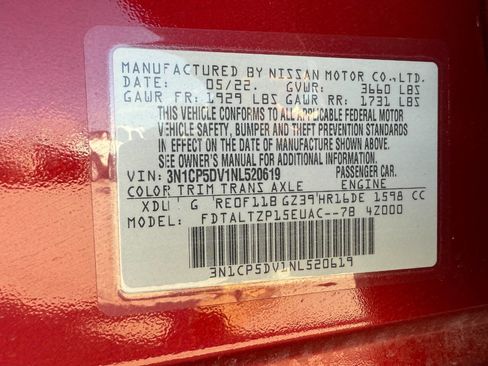 MANUFACTURED BY NISSAN MOTOR CO.,LTD.
DATE: 05/22. GVWR: 3660 LBS
GAWR FR: 1929 LBS GAWR RR: 1731 LBS
THIS VEHICLE CONFORMS TO ALL APPLICABLE FEDERAL MOTOR
VEHICLE SAFETY, BUMPER AND THEFT PREVENTION STANDARDS
IN EFFECT ON THE DATE OF MANUFACTURE SHOWN ABOVE.
SEE OWNER'S MANUAL FOR ADDITIONAL INFORMATION.
VIN: 3N1CP5DV1NL520619 PASSENGER CAR.
COLOR TRIM TRANS AXLE ENGINE
XDU G RE0F11B GZ39 HR16DE 1598 CC
MODEL: FDTALTZP15EUAC--7B 4Z000
3N1CP5DV1NL520619